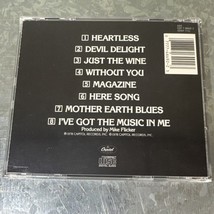 1 HEARTLESS
2 DEVIL DELIGHT
3 JUST THE WINE
4 WITHOUT YOU
5 MAGAZINE
6 HERE SONG
7 MOTHER EARTH BLUES
8 I'VE GOT THE MUSIC IN ME
Produced by Mike Flicker
Capitol